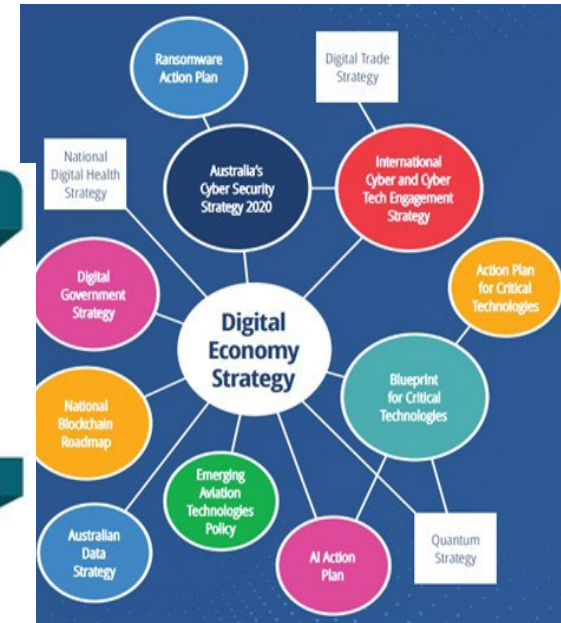 Ransomware
Action Plan
Digital Trade
Strategy
National
Digital Health
Strategy
Australia's
Cyber Security
Strategy 2020
International
Cyber and Cyber
Tech Engagement
Strategy
Digital
Government
Strategy
Action Plan
for Critical
Technologies
Digital
Economy
Strategy
Blueprint
for Critical
Technologies
National
Blockchain
Roadmap
Emerging
Aviation
Technologies
Policy
Australian
Data
Strategy
AI Action
Plan
Quantum
Strategy